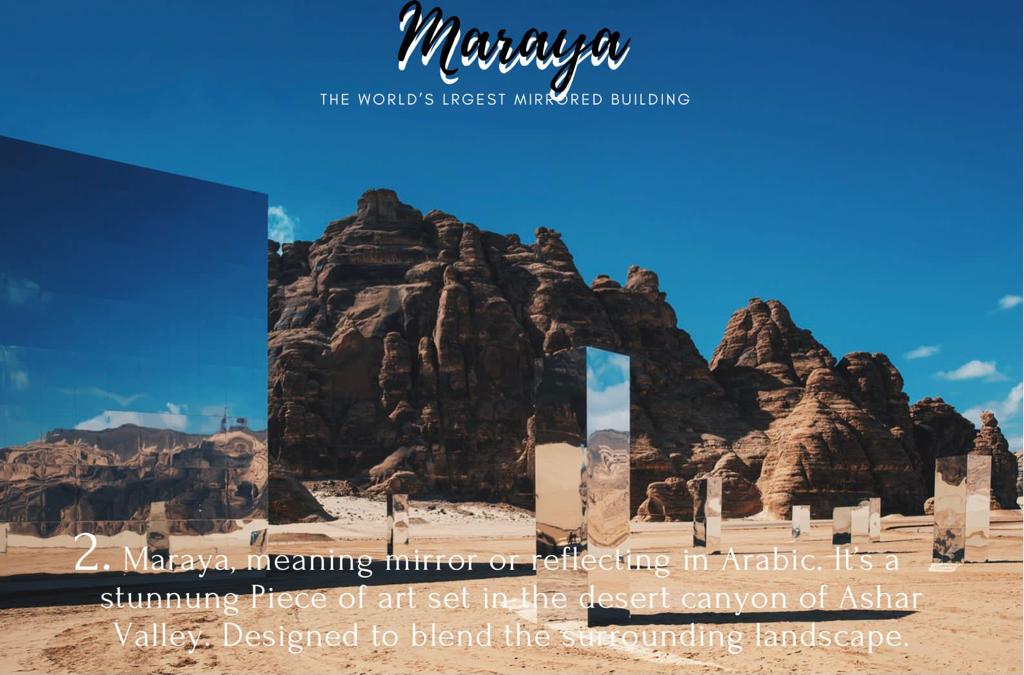 Maraya
THE WORLD'S LRGEST MIRRORED BUILDING
2. Maraya, meaning mirror or reflecting in Arabic. It's a
stunnung Piece of art set in the desert canyon of Ashar
Valley. Designed to blend the surrounding landscape.